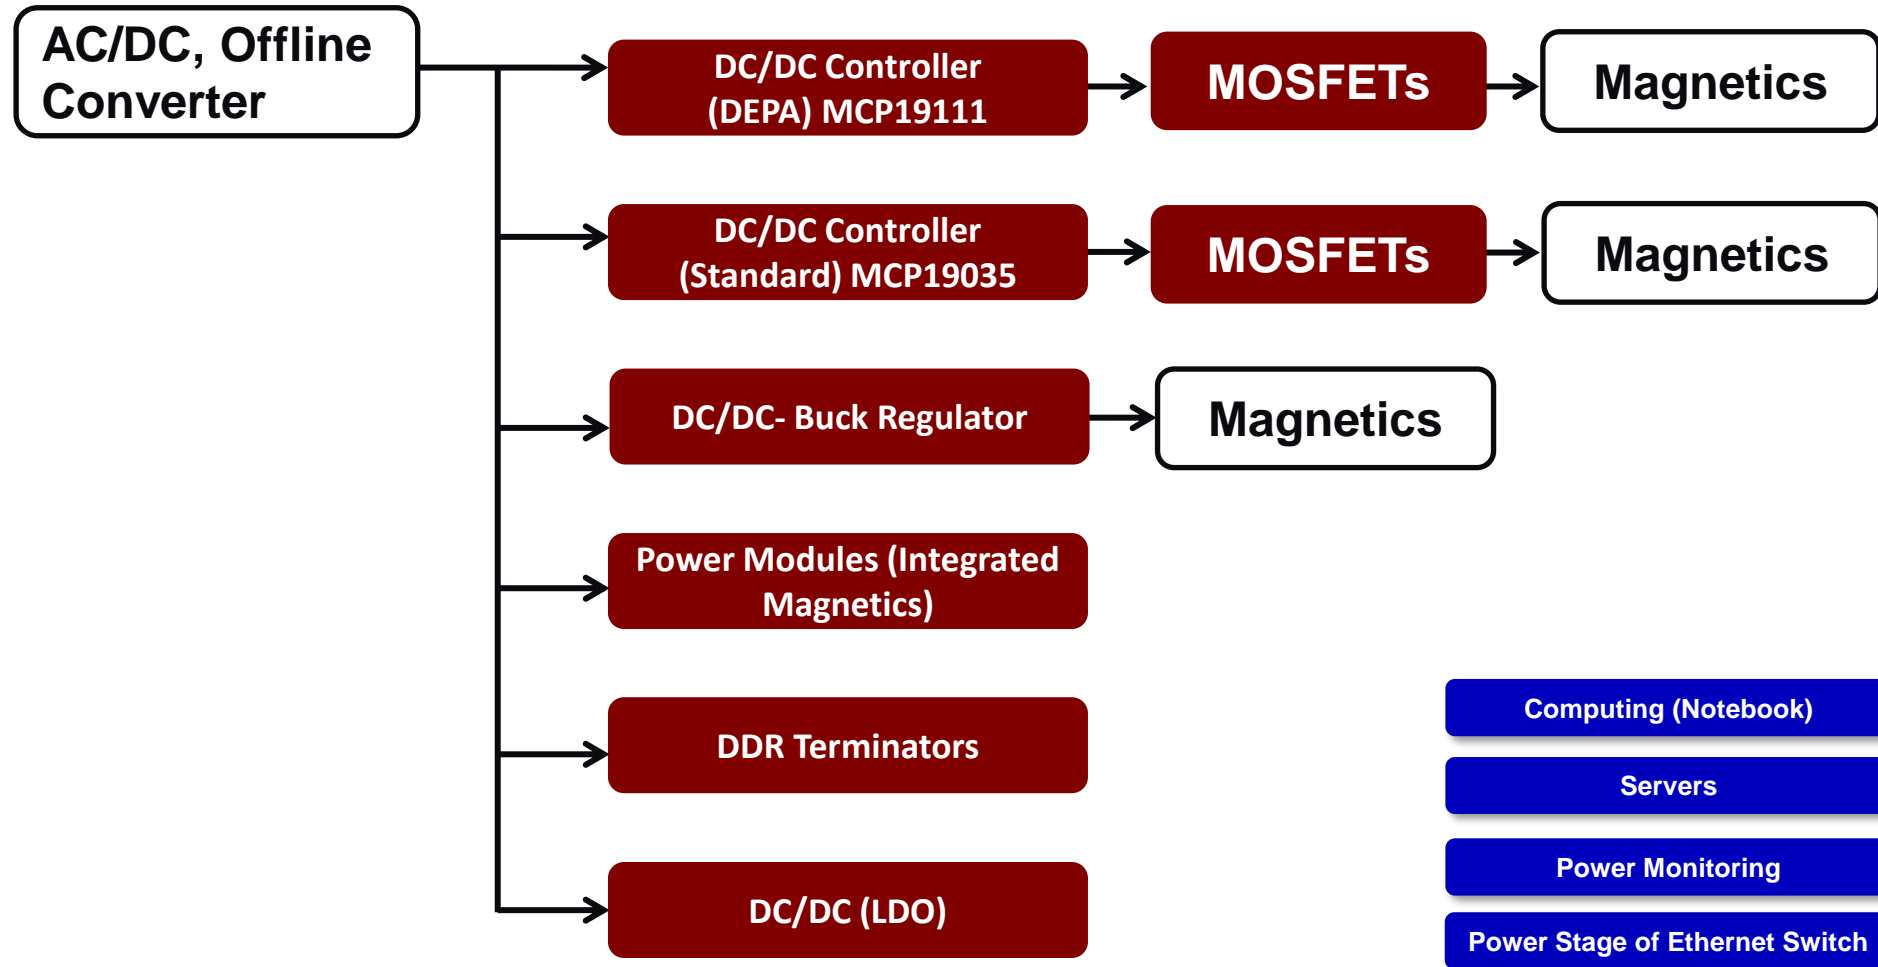 AC/DC, Offline
Converter
DC/DC Controller
(DEPA) MCP19111
MOSFETs
Magnetics
DC/DC Controller
(Standard) MCP19035
MOSFETs
Magnetics
DC/DC- Buck Regulator
Magnetics
Power Modules (Integrated
Magnetics)
DDR Terminators
DC/DC (LDO)
Computing (Notebook)
Servers
Power Monitoring
Power Stage of Ethernet Switch